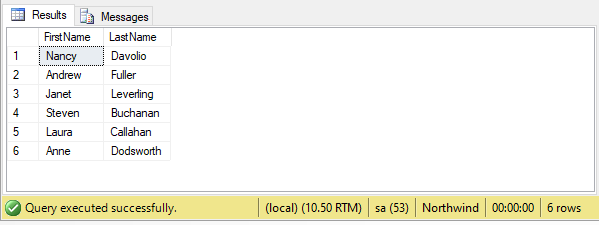 Results Messages
FirstName LastName
1 Nancy Davolio
2 Andrew Fuller
3 Janet Leverling
4 Steven Buchanan
5 Laura Callahan
6 Anne Dodsworth
Query executed successfully. (local) (10.50 RTM) sa (53) Northwind 00:00:00 6 rows